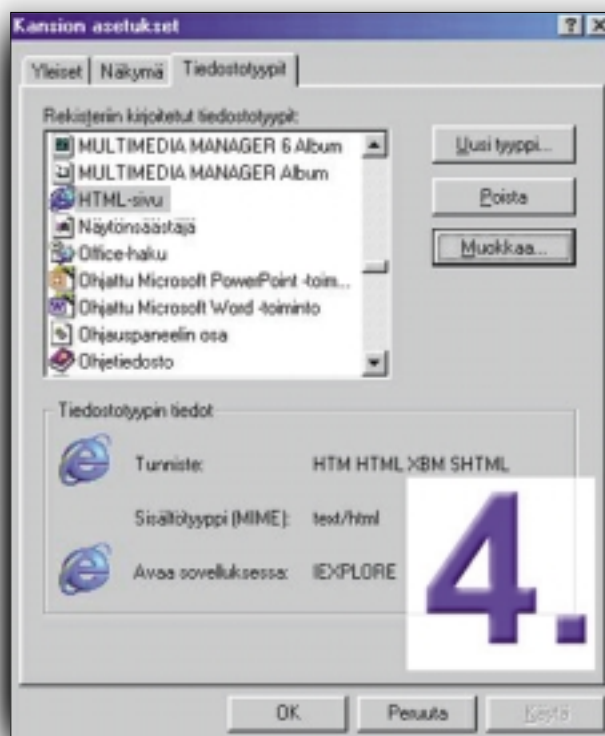 Kansion asetukset
Yleiset Näkymä Tiedostotyypit
Rekisteriin kirjoitetut tiedostotyypit:
MULTIMEDIA MANAGER 6 Album
MULTIMEDIA MANAGER Album
HTML-sivu
Näytönsäästäjä
Office-haku
Ohjattu Microsoft PowerPoint -toim...
Ohjattu Microsoft Word -toiminto
Ohjauspaneelin osa
Ohjetiedosto
Uusi tyyppi...
Poista
Muokkaa...
Tiedostotyypin tiedot
Tunniste: HTM HTML XBM SHTML
Sisältötyyppi (MIME): text/html
Avaa sovelluksessa: IEXPLORE
4.
OK Peruuta Käytä